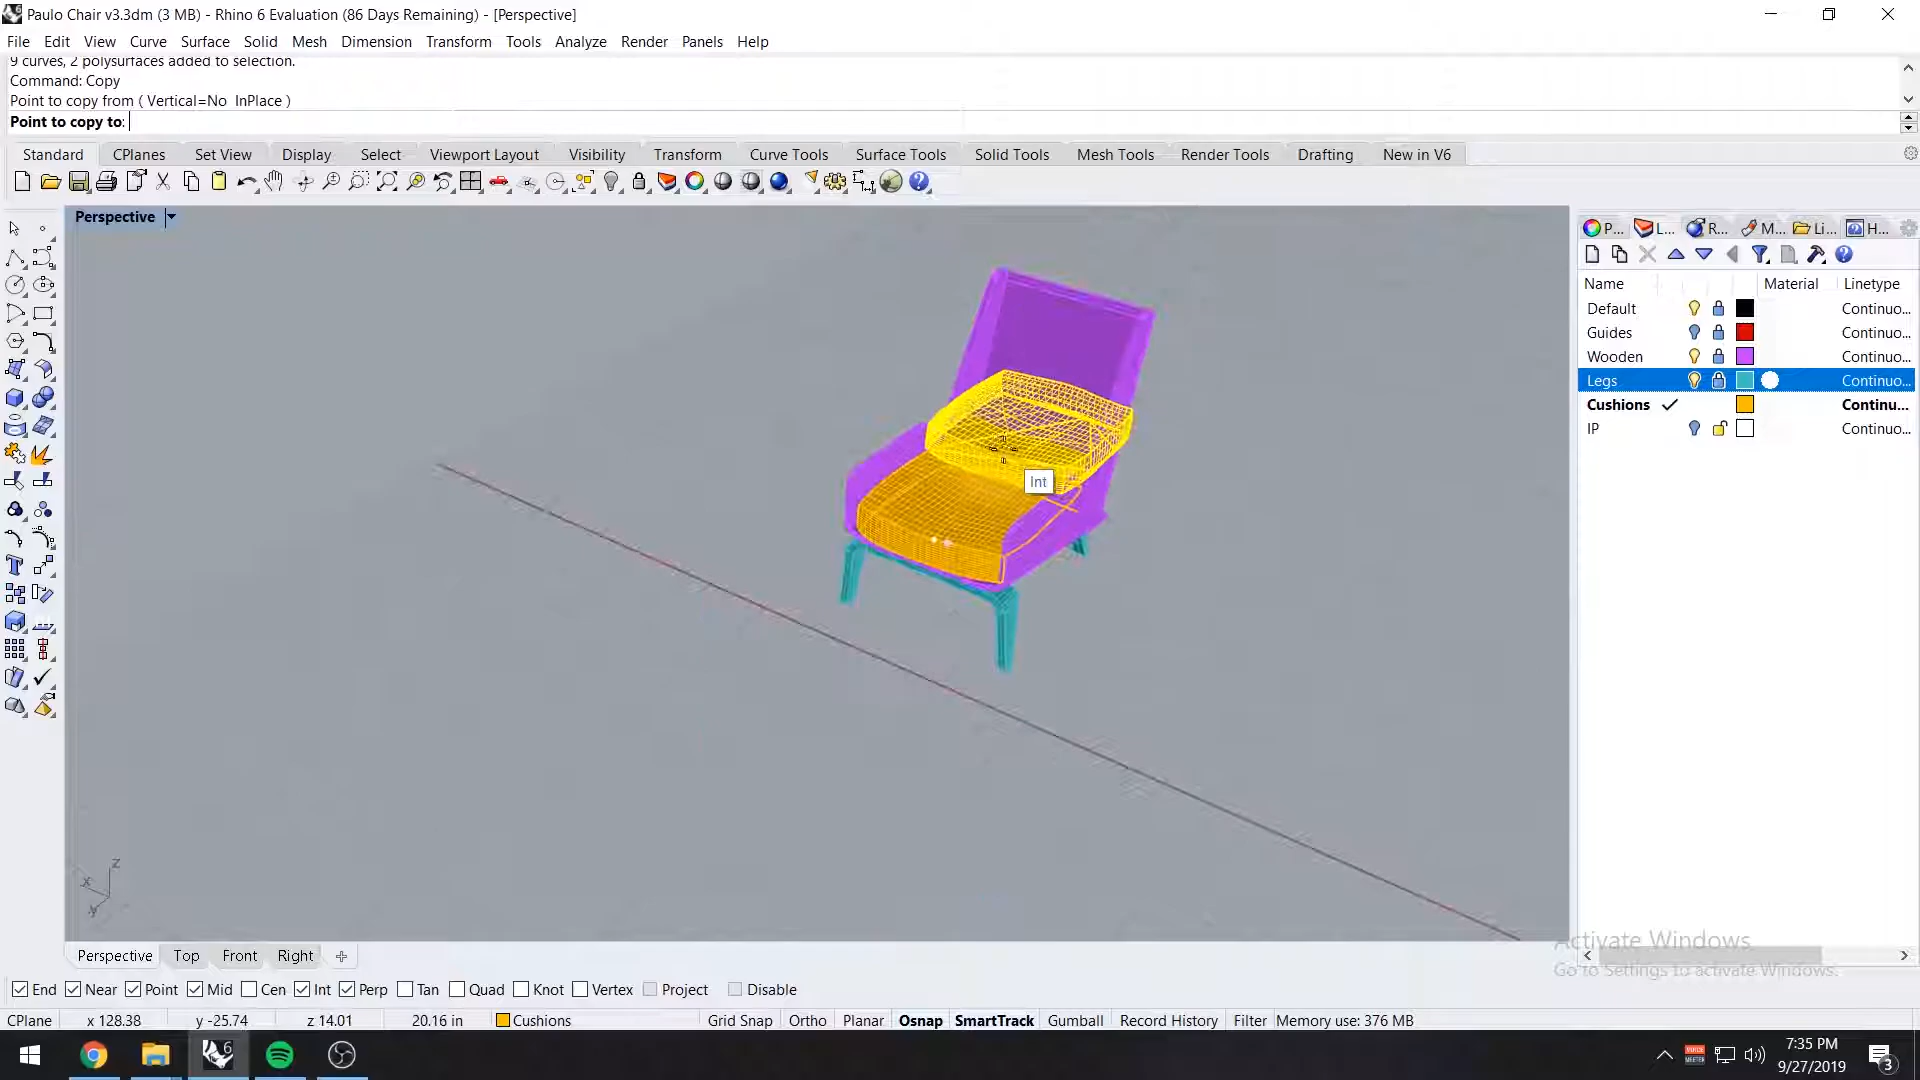 Paulo Chair v3.3dm (3 MB) - Rhino 6 Evaluation (86 Days Remaining) - [Perspective]
File Edit View Curve Surface Solid Mesh Dimension Transform Tools Analyze Render Panels Help
9 curves, 2 polysurfaces added to selection.
Command: Copy
Point to copy from ( Vertical=No InPlace )
Point to copy to:
Standard CPlanes Set View Display Select Viewport Layout Visibility Transform Curve Tools Surface Tools Solid Tools Mesh Tools Render Tools Drafting New in V6
Perspective
P... L... R... M... Li... H...
Name Material Linetype
Default Continuo...
Guides Continuo...
Wooden Continuo...
Legs Continuo...
Cushions Continu...
IP Continuo...
Int
z
x
y
Activate Windows
Go to Settings to activate Windows.
Perspective Top Front Right
End Near Point Mid Cen Int Perp Tan Quad Knot Vertex Project Disable
CPlane x 128.38 y -25.74 z 14.01 20.16 in Cushions Grid Snap Ortho Planar Osnap SmartTrack Gumball Record History Filter Memory use: 376 MB
6
7:35 PM
9/27/2019
3